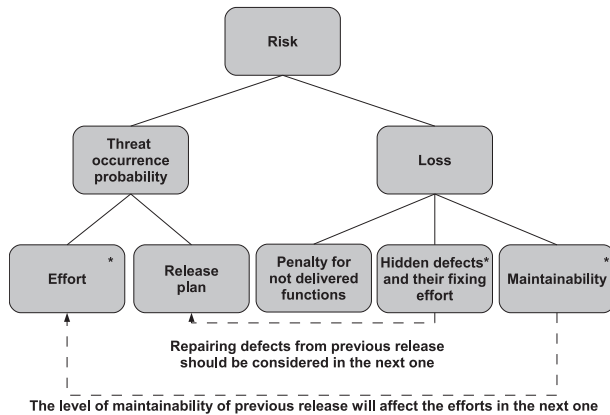 Risk
Threat
occurrence
probability
Loss
Effort *
Release
plan
Penalty for
not delivered
functions
Hidden defects*
and their fixing
effort
Maintainability *
Repairing defects from previous release
should be considered in the next one
The level of maintainability of previous release will affect the efforts in the next one